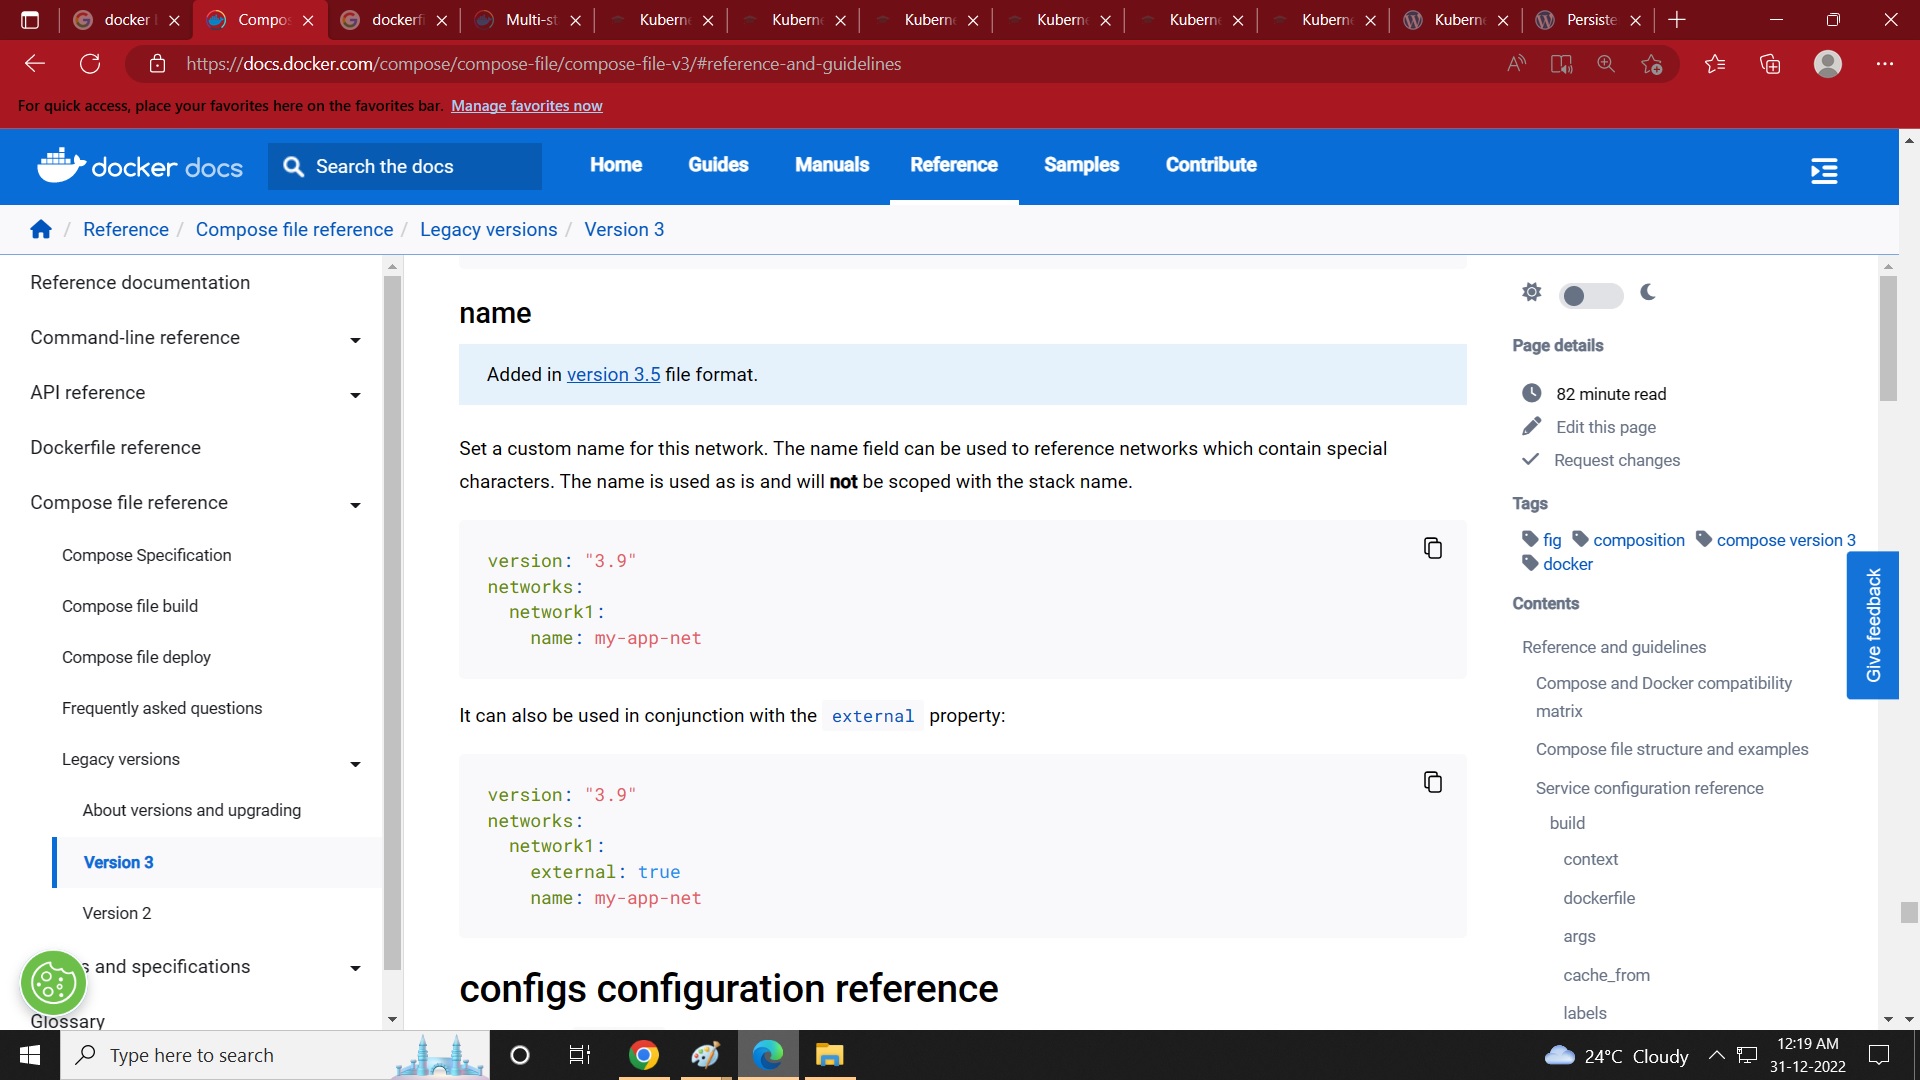 docker
Compos
dockerfi
Multi-st
Kuberne
Kuberne
Kuberne
Kuberne
Kuberne
Kuberne
Kuberne
Persiste
https://docs.docker.com/compose/compose-file/compose-file-v3/#reference-and-guidelines
For quick access, place your favorites here on the favorites bar. Manage favorites now
docker docs
Search the docs
Home Guides Manuals Reference Samples Contribute
/ Reference / Compose file reference / Legacy versions / Version 3
Reference documentation
Command-line reference
API reference
Dockerfile reference
Compose file reference
Compose Specification
Compose file build
Compose file deploy
Frequently asked questions
Legacy versions
About versions and upgrading
Version 3
Version 2
s and specifications
Glossary
name
Added in version 3.5 file format.
Set a custom name for this network. The name field can be used to reference networks which contain special
characters. The name is used as is and will not be scoped with the stack name.
version: "3.9"
networks:
  network1:
    name: my-app-net
It can also be used in conjunction with the external property:
version: "3.9"
networks:
  network1:
    external: true
    name: my-app-net
configs configuration reference
Page details
82 minute read
Edit this page
Request changes
Tags
fig composition compose version 3
docker
Contents
Reference and guidelines
Compose and Docker compatibility
matrix
Compose file structure and examples
Service configuration reference
build
context
dockerfile
args
cache_from
labels
Give feedback
Type here to search
24°C Cloudy
12:19 AM
31-12-2022